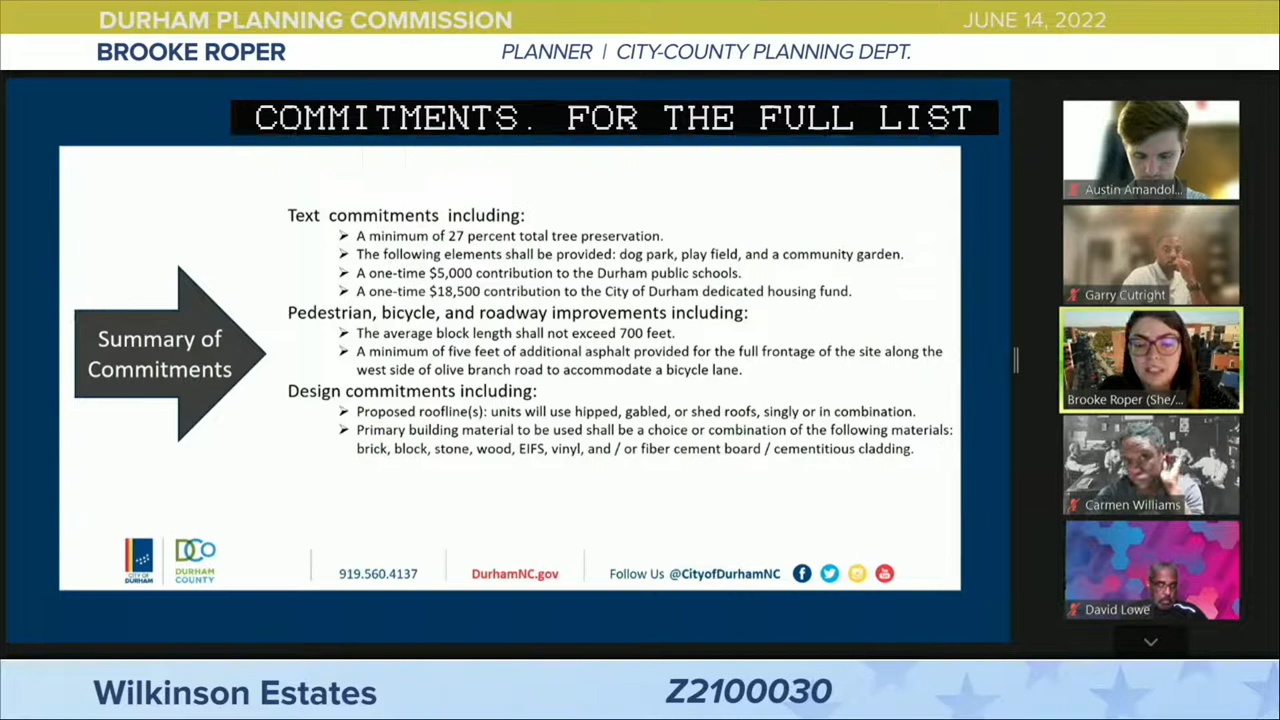 DURHAM PLANNING COMMISSION
JUNE 14, 2022
BROOKE ROPER
PLANNER | CITY-COUNTY PLANNING DEPT.
COMMITMENTS. FOR THE FULL LIST
Summary of
Commitments
Text commitments including:
➤ A minimum of 27 percent total tree preservation.
➤ The following elements shall be provided: dog park, play field, and a community garden.
➤ A one-time $5,000 contribution to the Durham public schools.
➤ A one-time $18,500 contribution to the City of Durham dedicated housing fund.
Pedestrian, bicycle, and roadway improvements including:
➤ The average block length shall not exceed 700 feet.
➤ A minimum of five feet of additional asphalt provided for the full frontage of the site along the
west side of olive branch road to accommodate a bicycle lane.
Design commitments including:
➤ Proposed roofline(s): units will use hipped, gabled, or shed roofs, singly or in combination.
➤ Primary building material to be used shall be a choice or combination of the following materials:
brick, block, stone, wood, EIFS, vinyl, and / or fiber cement board / cementitious cladding.
CITY OF
DURHAM
DCO
DURHAM
COUNTY
919.560.4137
DurhamNC.gov
Follow Us @CityofDurhamNC
Austin Amandol...
Garry Cutright
Brooke Roper (She/...
Carmen Williams
David Lowe
Wilkinson Estates
Z2100030